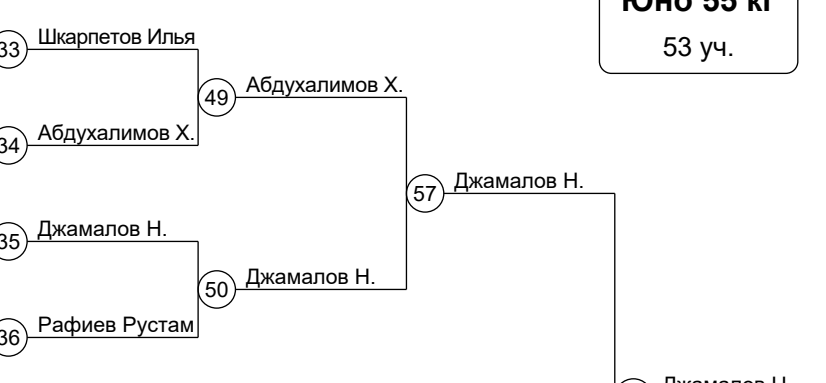 Юно 55 кг
53 уч.
33 Шкарпетов Илья
49 Абдухалимов Х.
34 Абдухалимов Х.
57 Джамалов Н.
35 Джамалов Н.
50 Джамалов Н.
36 Рафиев Рустам
Джамалов Н.